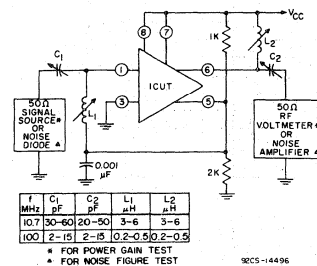 VCC
8
7
1K
L2
C1
C2
1
ICUT
6
3
5
L1
50Ω
SIGNAL
SOURCE*
OR
NOISE
DIODE ▲
50Ω
RF
VOLTMETER*
OR
NOISE
AMPLIFIER ▲
0.001
μF
2K
f MHz C1 pF C2 pF L1 μH L2 μH
10.7 30-60 20-50 3-6 3-6
100 2-15 2-15 0.2-0.5 0.2-0.5
* FOR POWER GAIN TEST
▲ FOR NOISE FIGURE TEST
92CS-14496